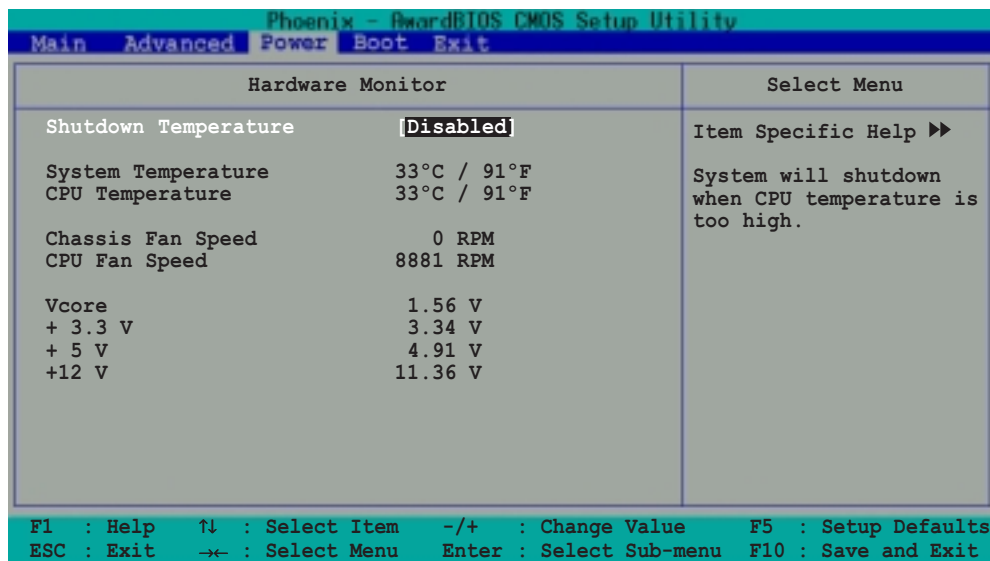 Phoenix - AwardBIOS CMOS Setup Utility
Main Advanced Power Boot Exit
Hardware Monitor
Select Menu
Shutdown Temperature [Disabled]
System Temperature 33°C / 91°F
CPU Temperature 33°C / 91°F
Chassis Fan Speed 0 RPM
CPU Fan Speed 8881 RPM
Vcore 1.56 V
+ 3.3 V 3.34 V
+ 5 V 4.91 V
+12 V 11.36 V
Item Specific Help ▶▶
System will shutdown
when CPU temperature is
too high.
F1 : Help ↑↓ : Select Item -/+ : Change Value F5 : Setup Defaults
ESC : Exit →← : Select Menu Enter : Select Sub-menu F10 : Save and Exit